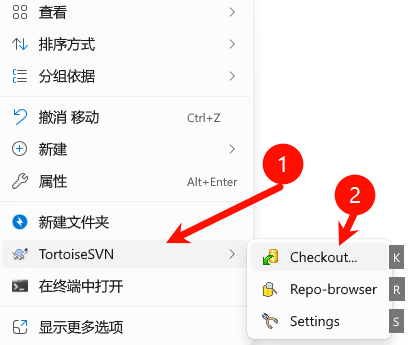 查看
排序方式
分组依据
撤消 移动 Ctrl+Z
新建
属性 Alt+Enter
1
新建文件夹
2
TortoiseSVN
Checkout... K
在终端中打开
Repo-browser R
显示更多选项
Settings S